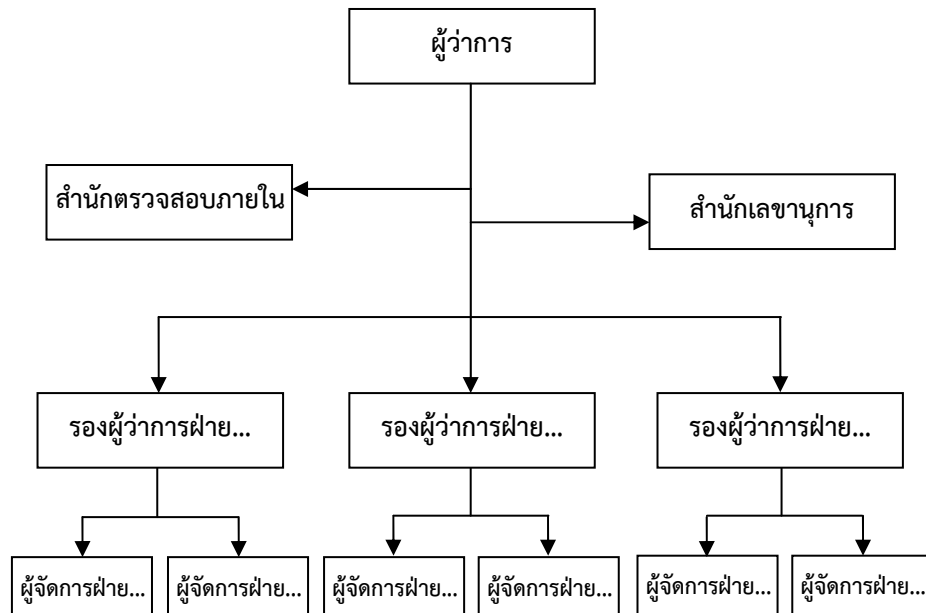 ผู้ว่าการ
สำนักตรวจสอบภายใน
สำนักเลขานุการ
รองผู้ว่าการฝ่าย...
รองผู้ว่าการฝ่าย...
รองผู้ว่าการฝ่าย...
ผู้จัดการฝ่าย...
ผู้จัดการฝ่าย...
ผู้จัดการฝ่าย...
ผู้จัดการฝ่าย...
ผู้จัดการฝ่าย...
ผู้จัดการฝ่าย...